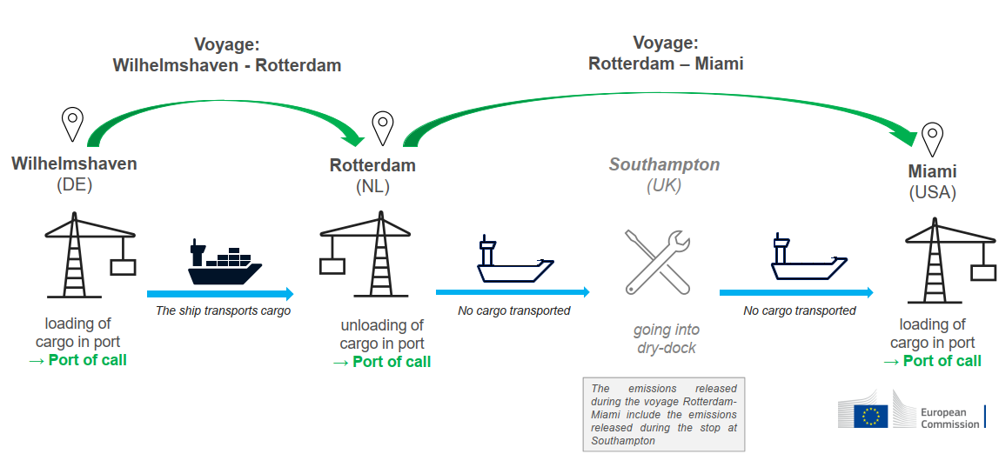 Voyage:
Wilhelmshaven - Rotterdam
Voyage:
Rotterdam – Miami
Wilhelmshaven
(DE)
Rotterdam
(NL)
Southampton
(UK)
Miami
(USA)
The ship transports cargo
No cargo transported
No cargo transported
loading of
cargo in port
→ Port of call
unloading of
cargo in port
→ Port of call
going into
dry-dock
loading of
cargo in port
→ Port of call
The emissions released
during the voyage Rotterdam-
Miami include the emissions
released during the stop at
Southampton
European
Commission